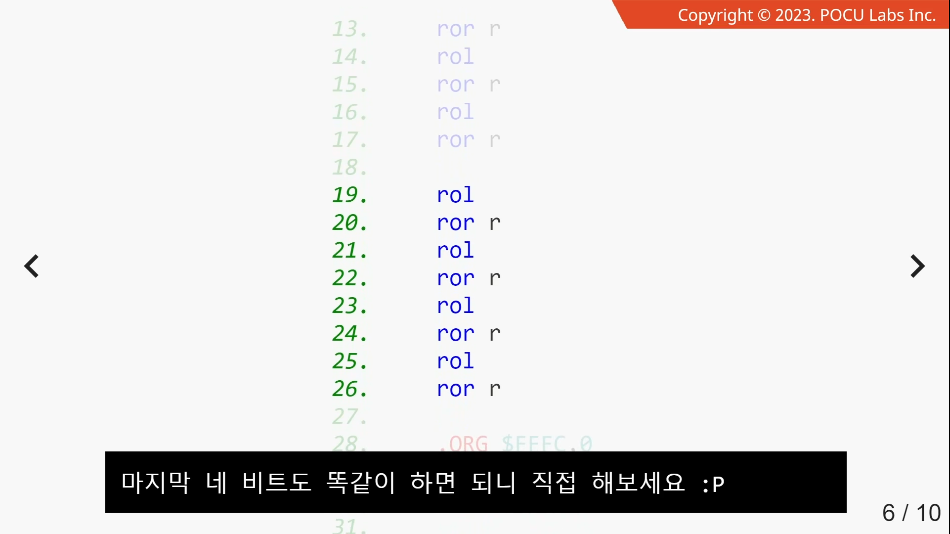 Copyright © 2023. POCU Labs Inc.
13. ror r
14. rol
15. ror r
16. rol
17. ror r
18.
19. rol
20. ror r
21. rol
22. ror r
23. rol
24. ror r
25. rol
26. ror r
27.
28. .ORG $FFFC,0
마지막 네 비트도 똑같이 하면 되니 직접 해보세요 :P
6 / 10
31.